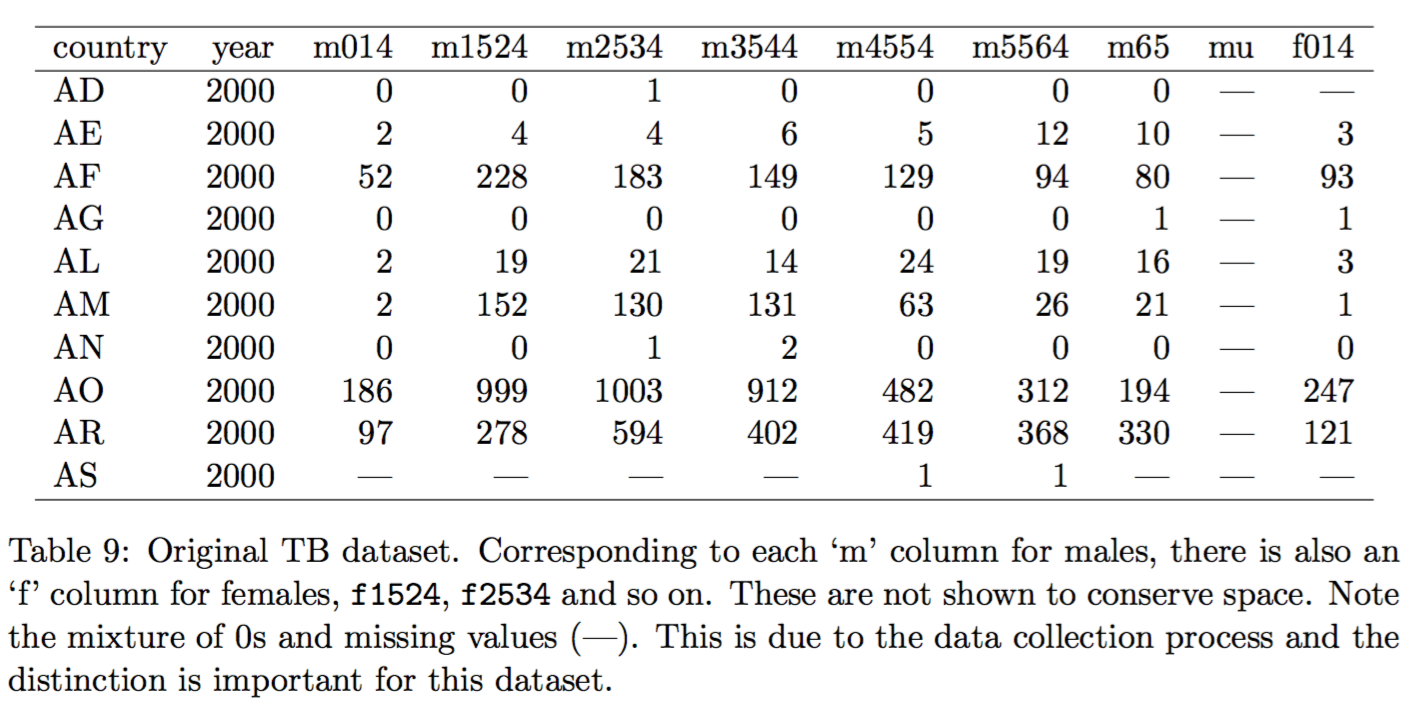 country year m014 m1524 m2534 m3544 m4554 m5564 m65 mu f014
AD 2000 0 0 1 0 0 0 0 — —
AE 2000 2 4 4 6 5 12 10 — 3
AF 2000 52 228 183 149 129 94 80 — 93
AG 2000 0 0 0 0 0 0 1 — 1
AL 2000 2 19 21 14 24 19 16 — 3
AM 2000 2 152 130 131 63 26 21 — 1
AN 2000 0 0 1 2 0 0 0 — 0
AO 2000 186 999 1003 912 482 312 194 — 247
AR 2000 97 278 594 402 419 368 330 — 121
AS 2000 — — — — 1 1 — — —
Table 9: Original TB dataset. Corresponding to each ‘m’ column for males, there is also an
‘f’ column for females, f1524, f2534 and so on. These are not shown to conserve space. Note
the mixture of 0s and missing values (—). This is due to the data collection process and the
distinction is important for this dataset.